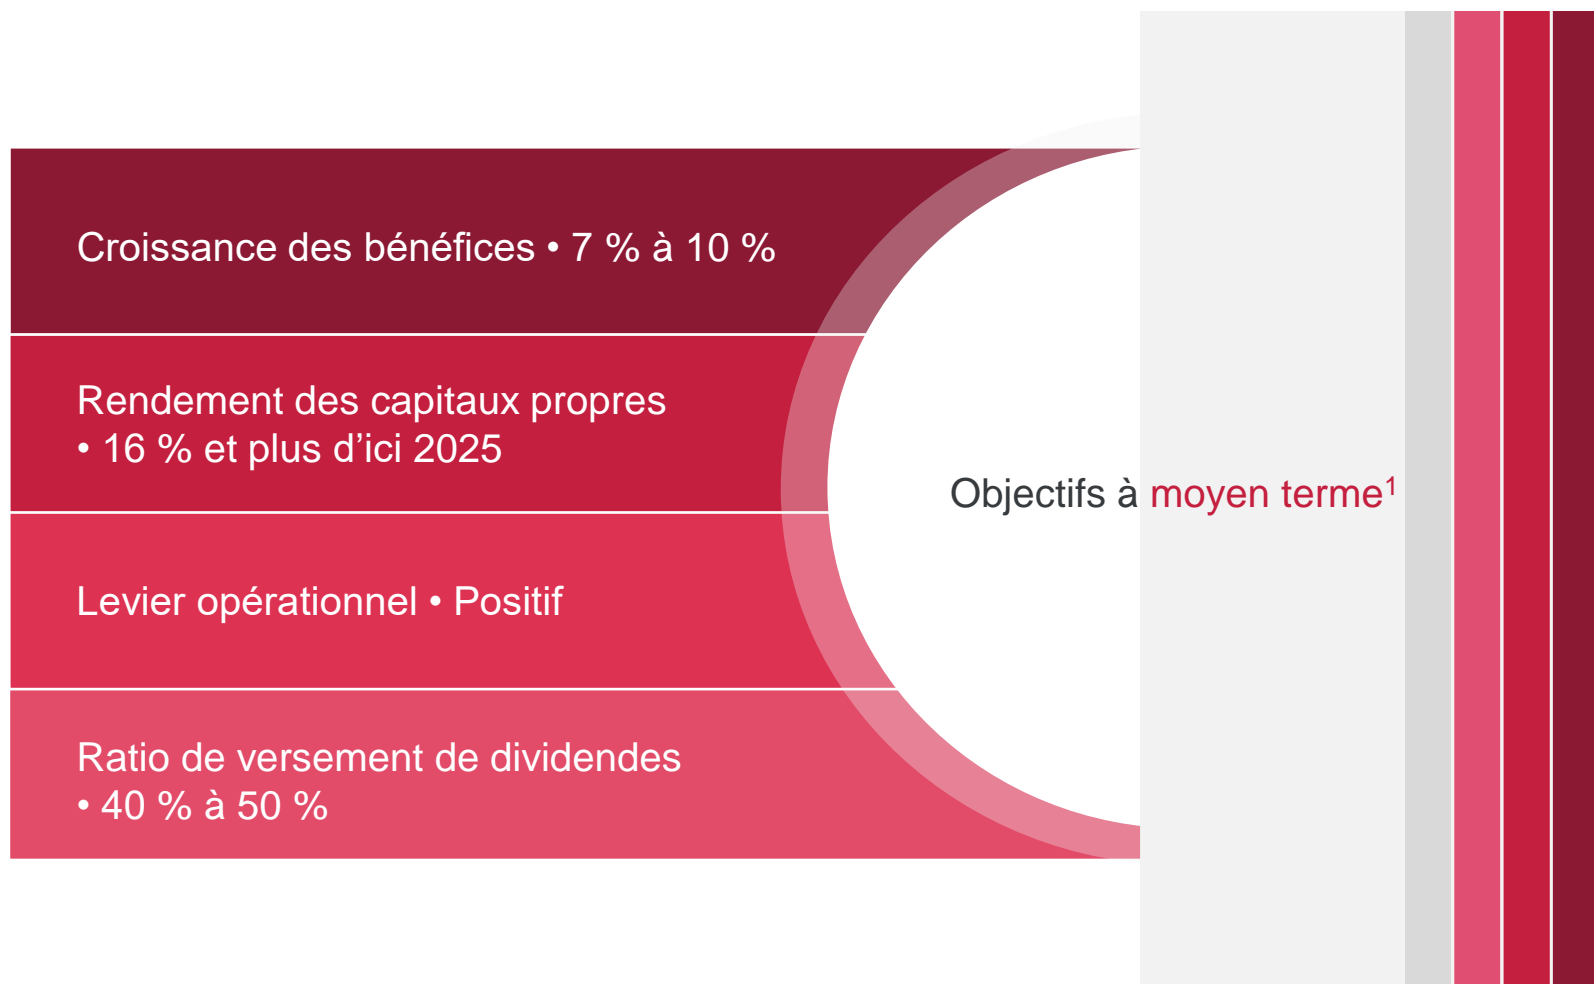 Croissance des bénéfices • 7 % à 10 %
Rendement des capitaux propres
• 16 % et plus d’ici 2025
Levier opérationnel • Positif
Ratio de versement de dividendes
• 40 % à 50 %
Objectifs à moyen terme¹